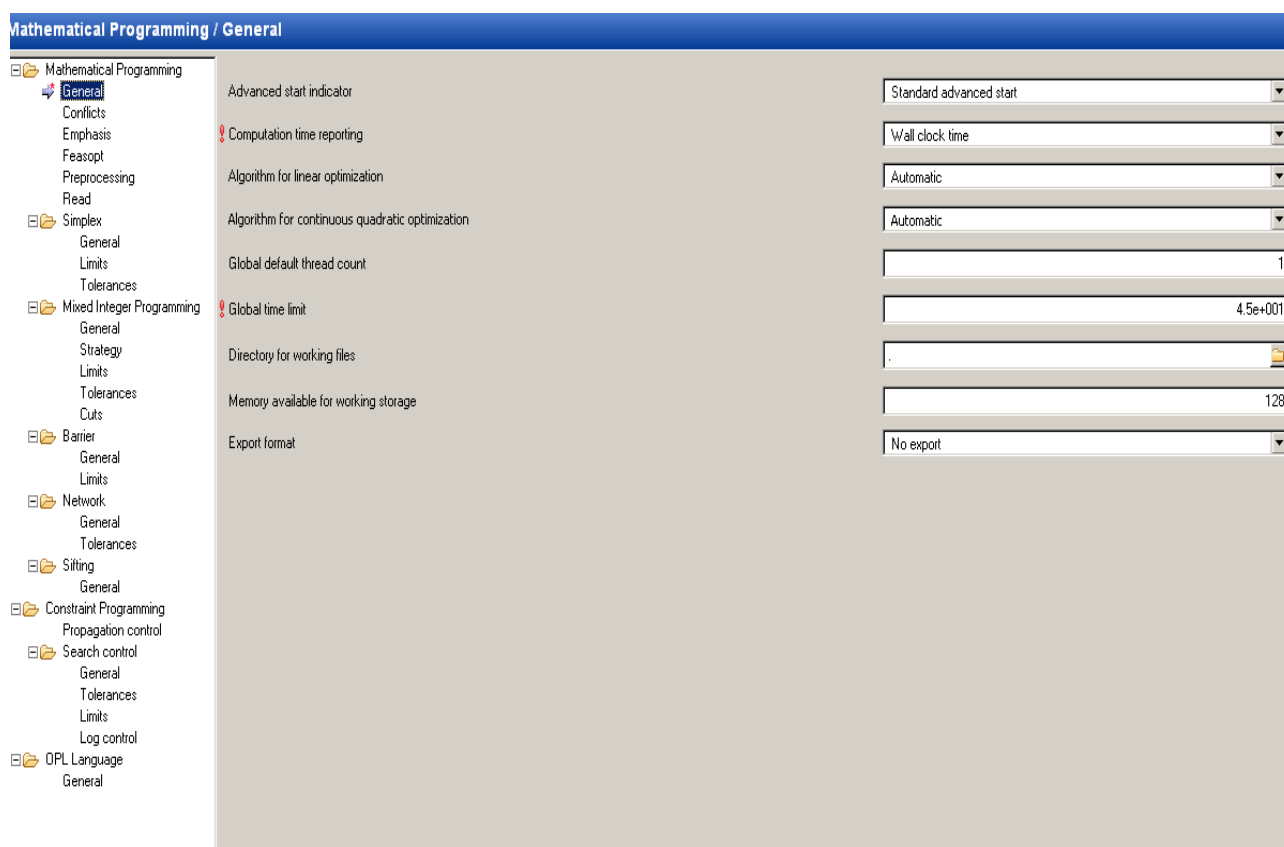 Mathematical Programming / General
Mathematical Programming
General
Conflicts
Emphasis
Feasopt
Preprocessing
Read
Simplex
General
Limits
Tolerances
Mixed Integer Programming
General
Strategy
Limits
Tolerances
Cuts
Barrier
General
Limits
Network
General
Tolerances
Sifting
General
Constraint Programming
Propagation control
Search control
General
Tolerances
Limits
Log control
OPL Language
General
Advanced start indicator Standard advanced start
Computation time reporting Wall clock time
Algorithm for linear optimization Automatic
Algorithm for continuous quadratic optimization Automatic
Global default thread count 1
Global time limit 4.5e+001
Directory for working files .
Memory available for working storage 128
Export format No export